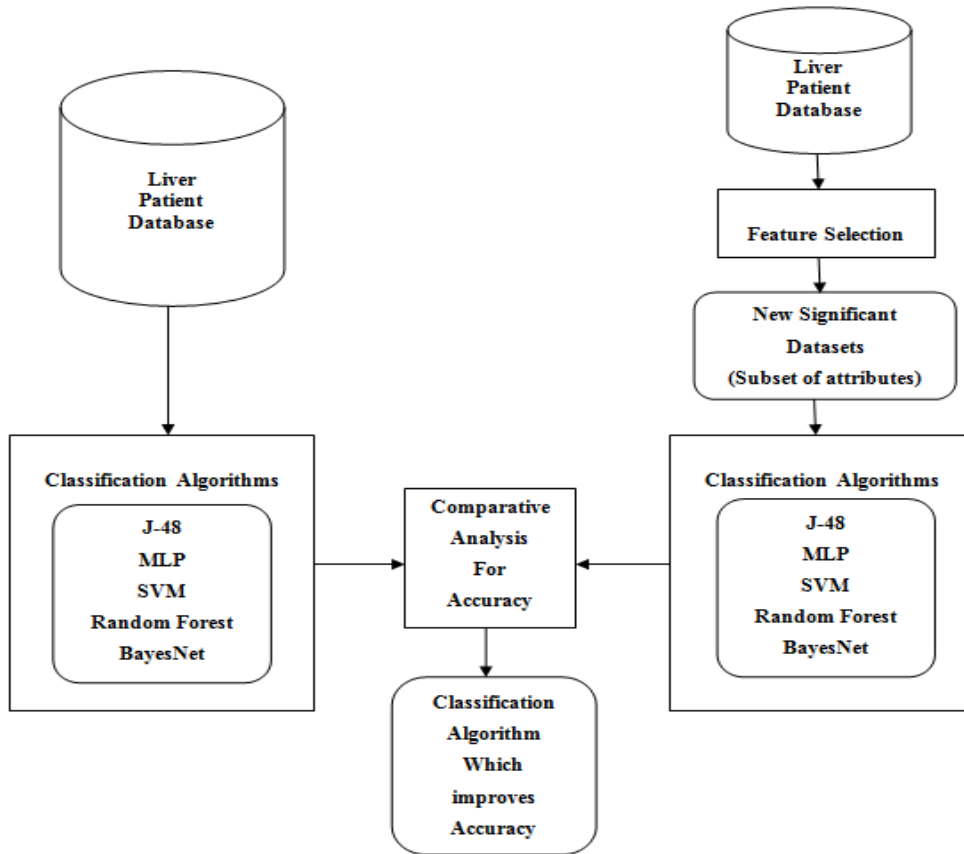 Liver
Patient
Database
Classification Algorithms
J-48
MLP
SVM
Random Forest
BayesNet
Liver
Patient
Database
Feature Selection
New Significant
Datasets
(Subset of attributes)
Classification Algorithms
J-48
MLP
SVM
Random Forest
BayesNet
Comparative
Analysis
For
Accuracy
Classification
Algorithm
Which
improves
Accuracy